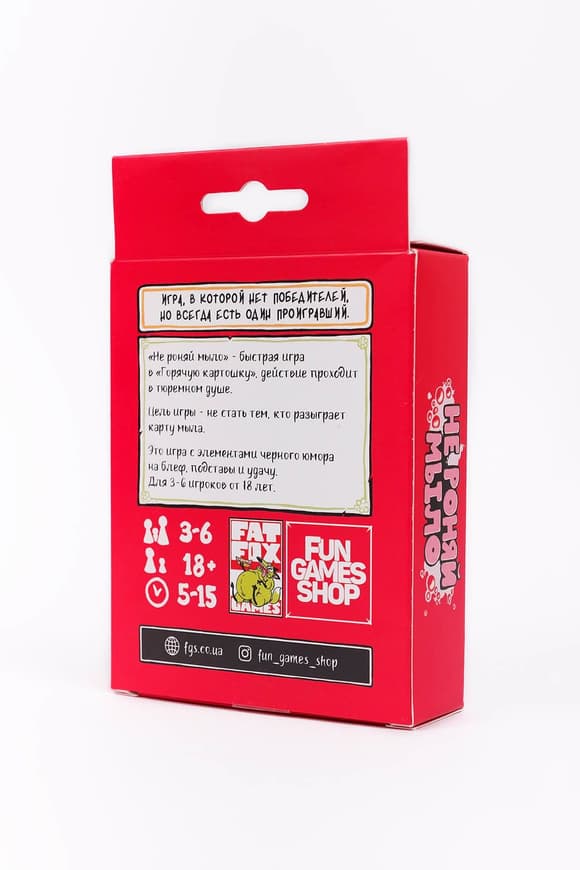 ИГРА, В КОТОРОЙ НЕТ ПОБЕДИТЕЛЕЙ,
НО ВСЕГДА ЕСТЬ ОДИН ПРОИГРАВШИЙ.
«Не роняй мыло» - быстрая игра
в «Горячую картошку», действие проходит
в тюремном душе.
Цель игры - не стать тем, кто разыграет
карту мыла.
Это игра с элементами черного юмора
на блеф, подставы и удачу.
Для 3-6 игроков от 18 лет.
3-6
18+
5-15
FAT
FOX
GAMES
FUN
GAMES
SHOP
fgs.co.ua
fun_games_shop
НЕ РОНЯЙ
МЫЛО